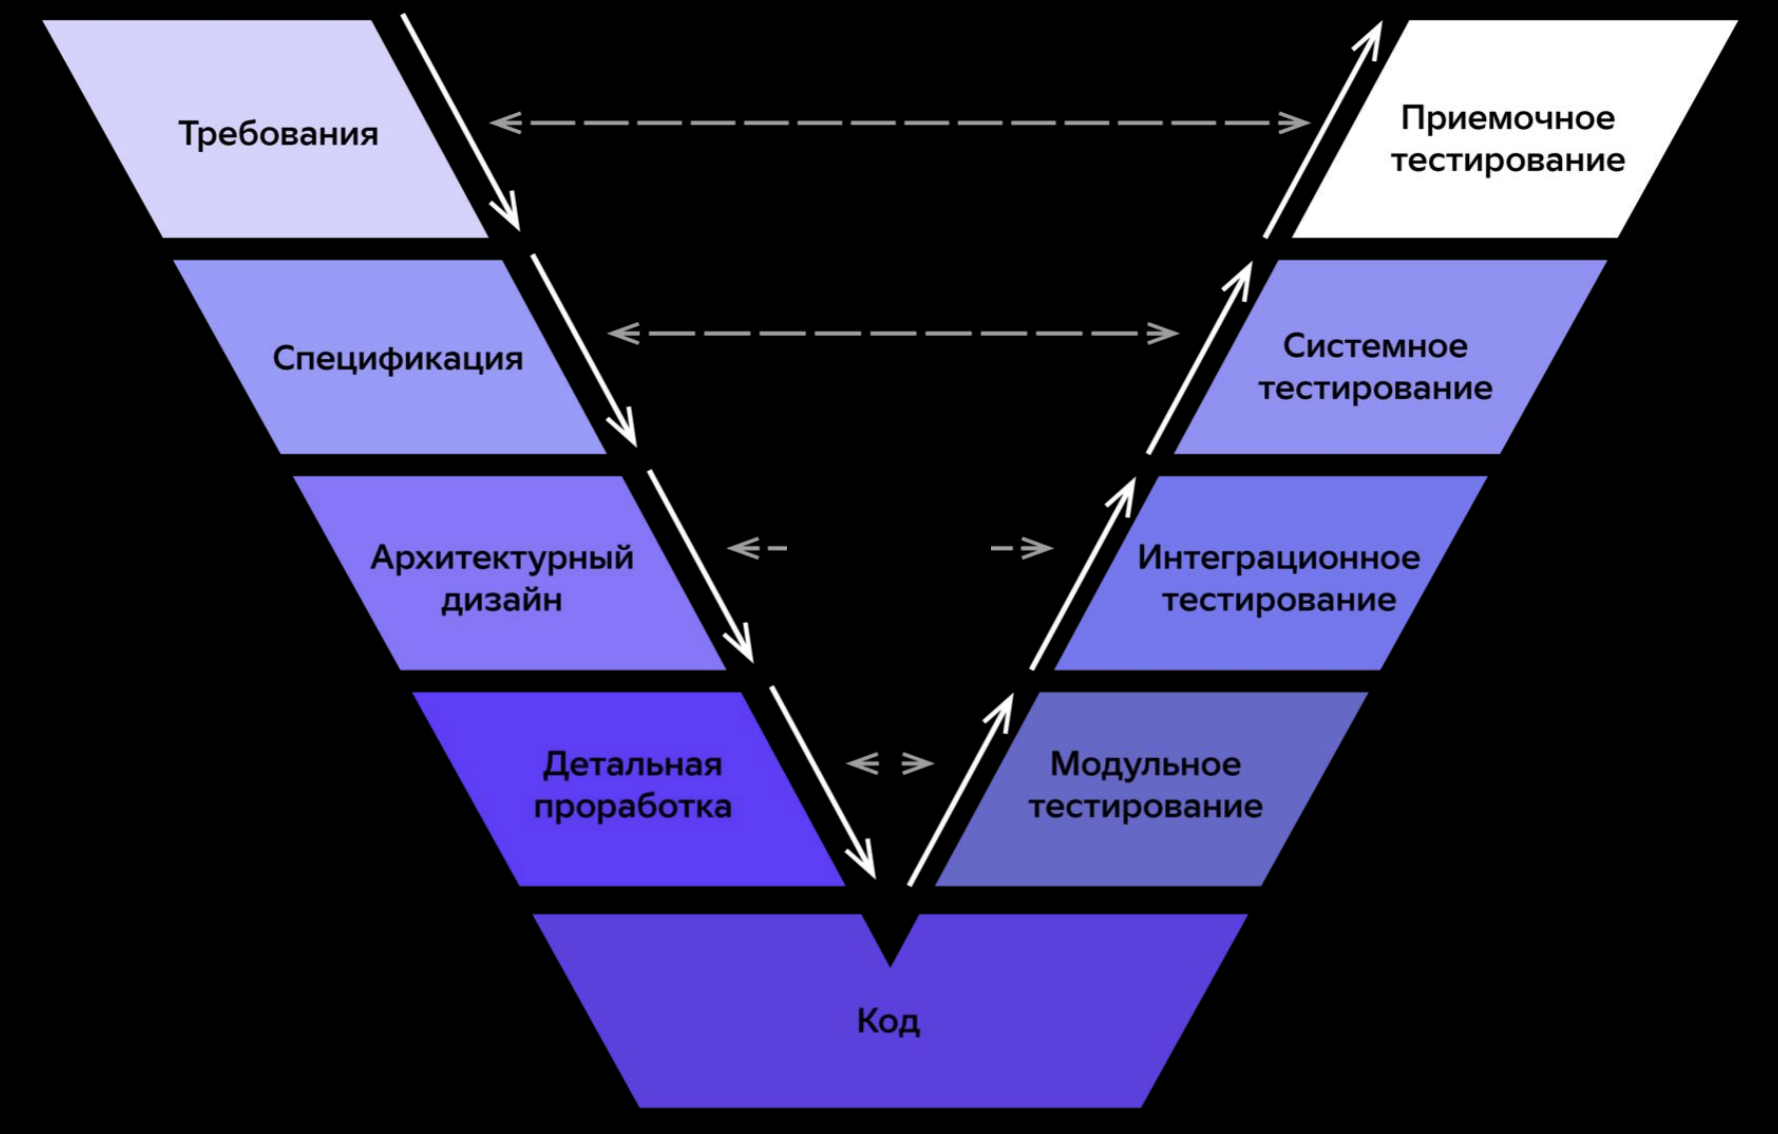 Требования
Приемочное
тестирование
Спецификация
Системное
тестирование
Архитектурный
дизайн
Интеграционное
тестирование
Детальная
проработка
Модульное
тестирование
Код